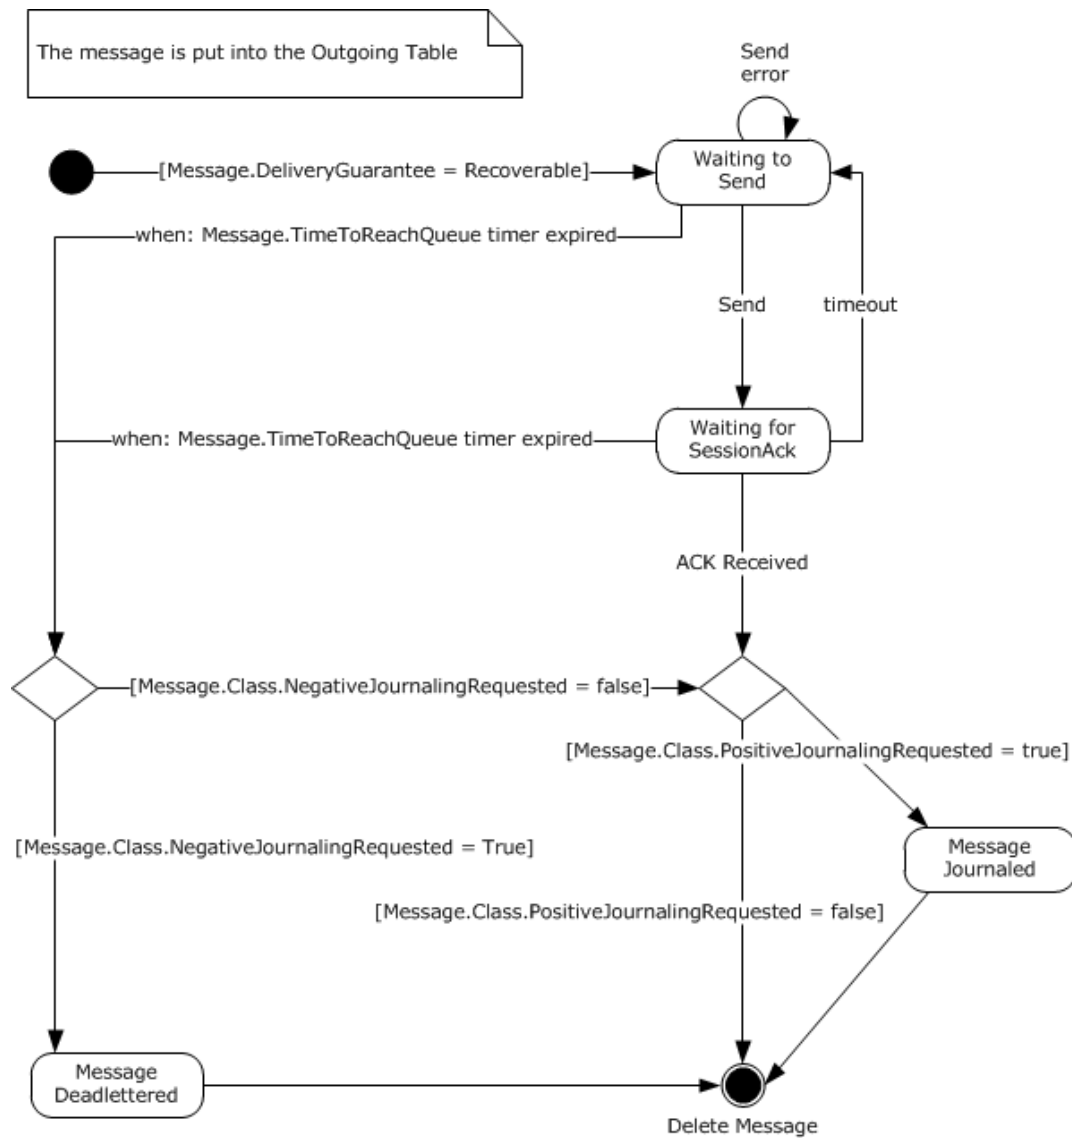 The message is put into the Outgoing Table
Send
error
[Message.DeliveryGuarantee = Recoverable]
Waiting to
Send
when: Message.TimeToReachQueue timer expired
Send
timeout
when: Message.TimeToReachQueue timer expired
Waiting for
SessionAck
ACK Received
[Message.Class.NegativeJournalingRequested = false]
[Message.Class.PositiveJournalingRequested = true]
[Message.Class.NegativeJournalingRequested = True]
Message
Journaled
[Message.Class.PositiveJournalingRequested = false]
Message
Deadlettered
Delete Message